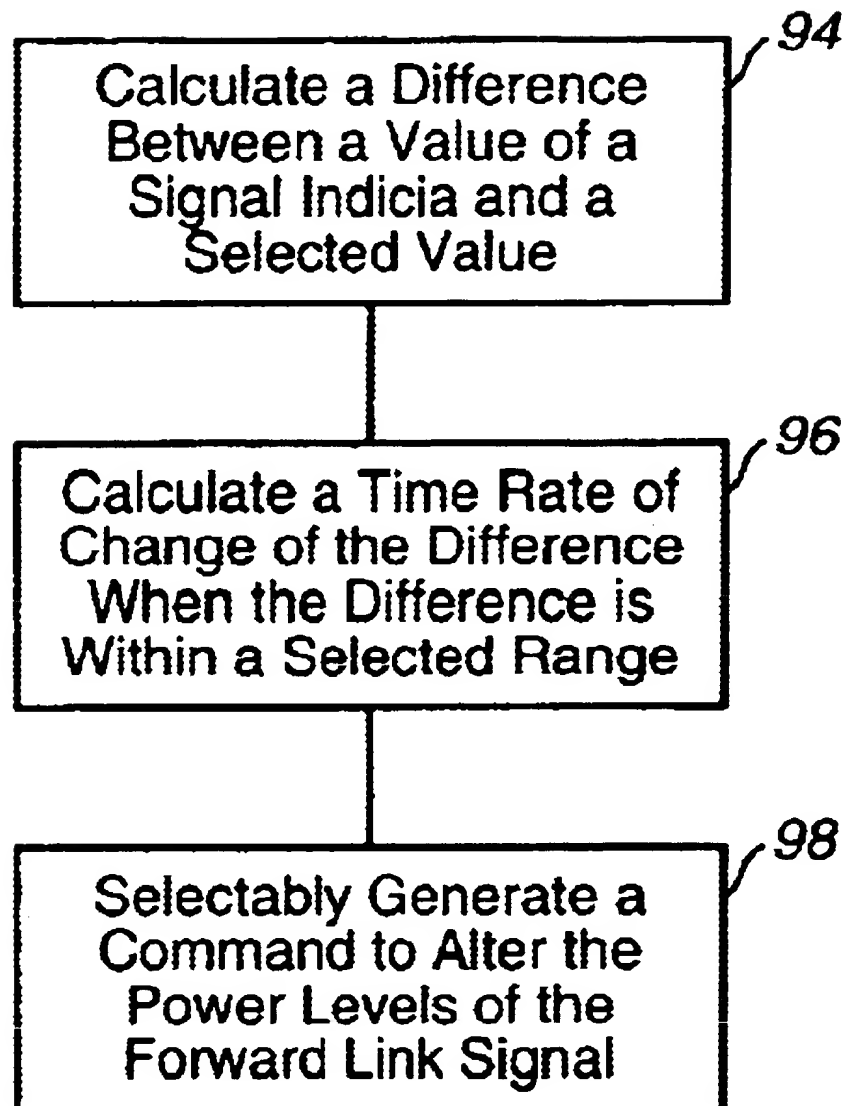 94
Calculate a Difference
Between a Value of a
Signal Indicia and a
Selected Value
96
Calculate a Time Rate of
Change of the Difference
When the Difference is
Within a Selected Range
98
Selectably Generate a
Command to Alter the
Power Levels of the
Forward Link Signal